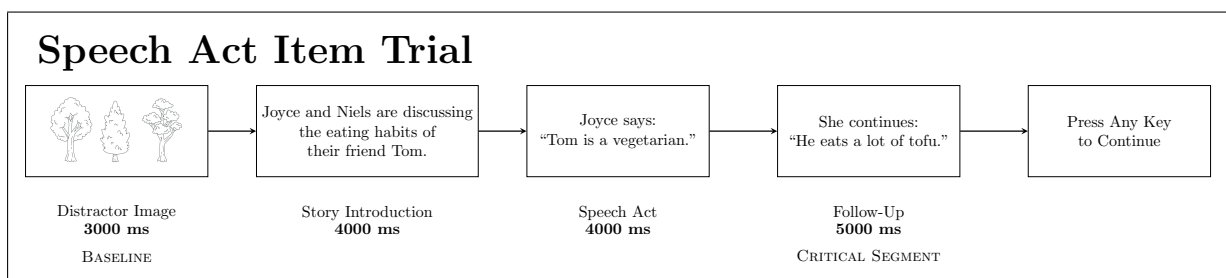 Speech Act Item Trial
Joyce and Niels are discussing
the eating habits of
their friend Tom.
Joyce says:
“Tom is a vegetarian.”
She continues:
“He eats a lot of tofu.”
Press Any Key
to Continue
Distractor Image
3000 ms
BASELINE
Story Introduction
4000 ms
Speech Act
4000 ms
Follow-Up
5000 ms
CRITICAL SEGMENT